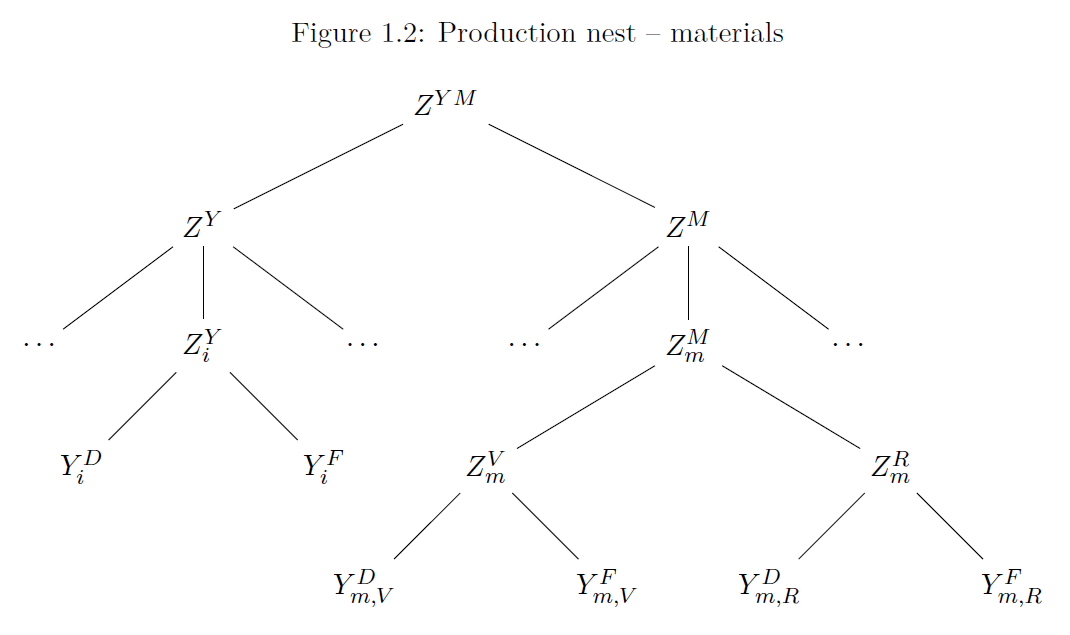 Figure 1.2: Production nest – materials
Z^{YM}
Z^Y Z^M
... Z_i^Y ... ... Z_m^M ...
Y_i^D Y_i^F Z_m^V Z_m^R
Y_{m,V}^D Y_{m,V}^F Y_{m,R}^D Y_{m,R}^F